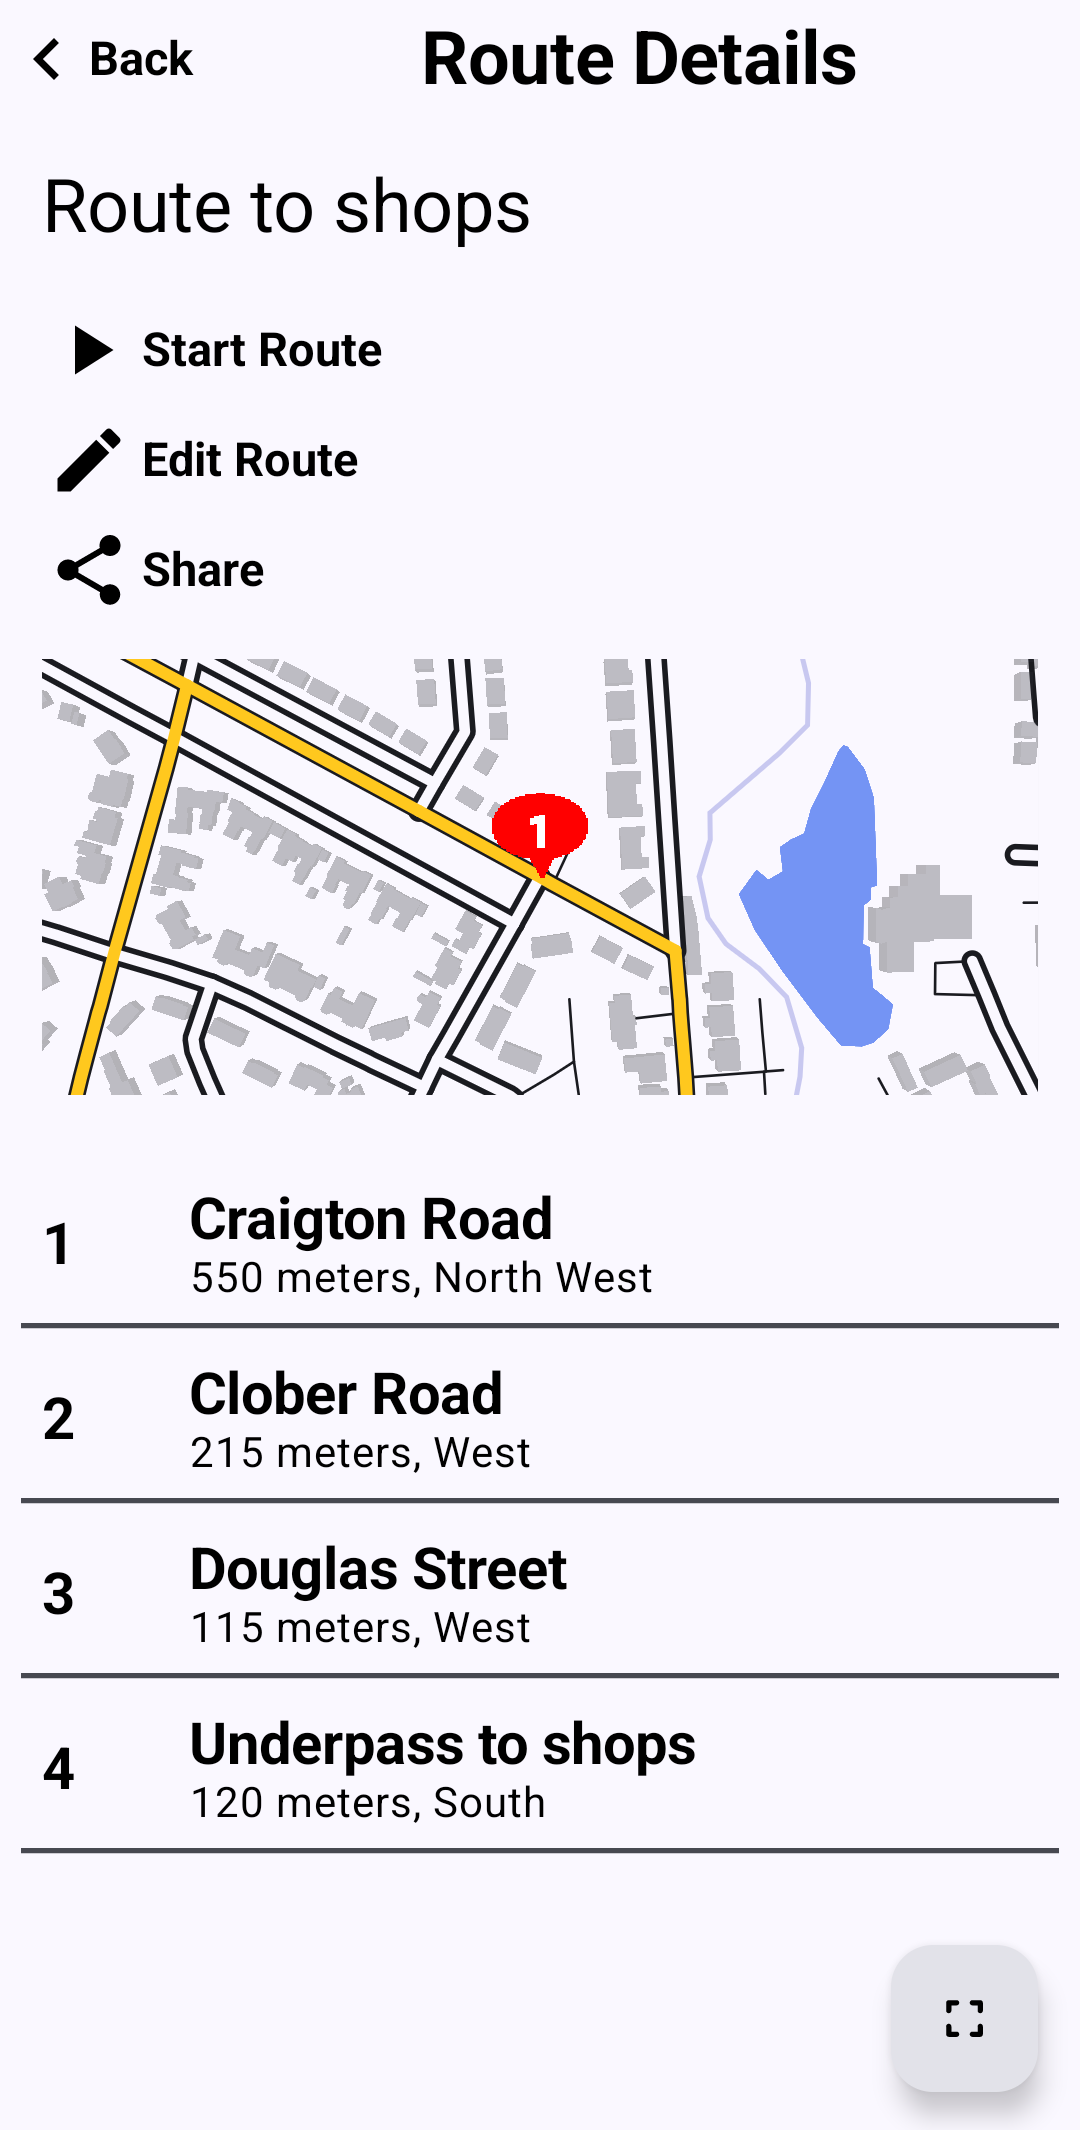 Back
Route Details
Route to shops
Start Route
Edit Route
Share
1
1
Craigton Road
550 meters, North West
2
Clober Road
215 meters, West
3
Douglas Street
115 meters, West
4
Underpass to shops
120 meters, South